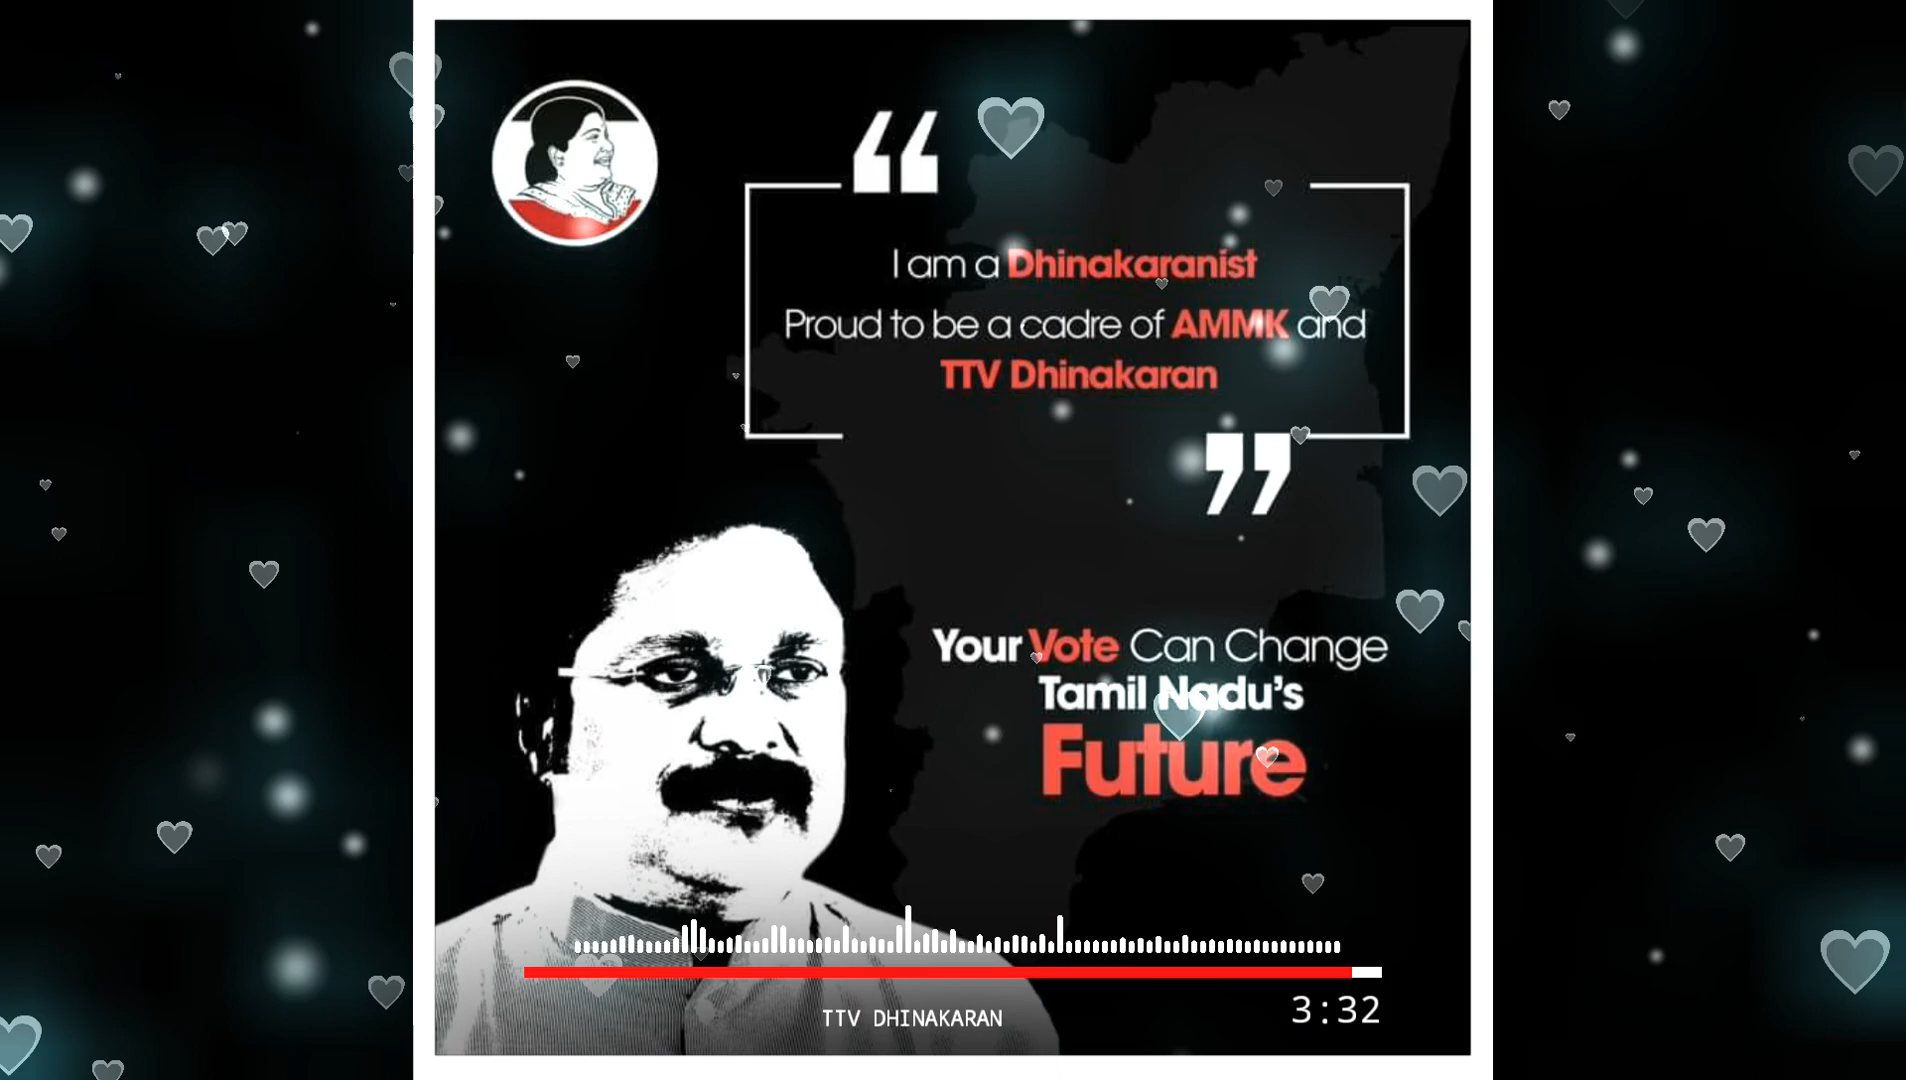 “
I am a Dhinakaranist
Proud to be a cadre of AMMK and
TTV Dhinakaran
”
Your Vote Can Change
Tamil Nadu’s
Future
TTV DHINAKARAN
3:32